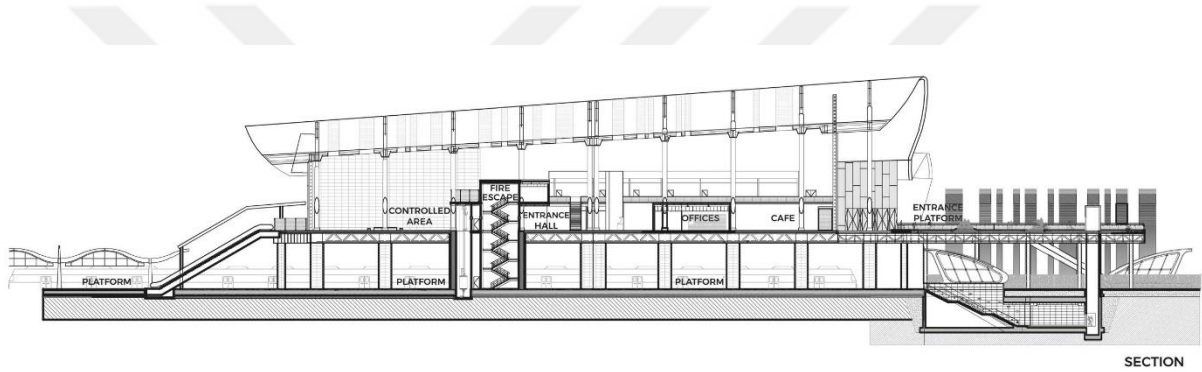 FIRE
ESCAPE
CONTROLLED
AREA
ENTRANCE
HALL
OFFICES
CAFE
ENTRANCE
PLATFORM
PLATFORM
PLATFORM
PLATFORM
SECTION